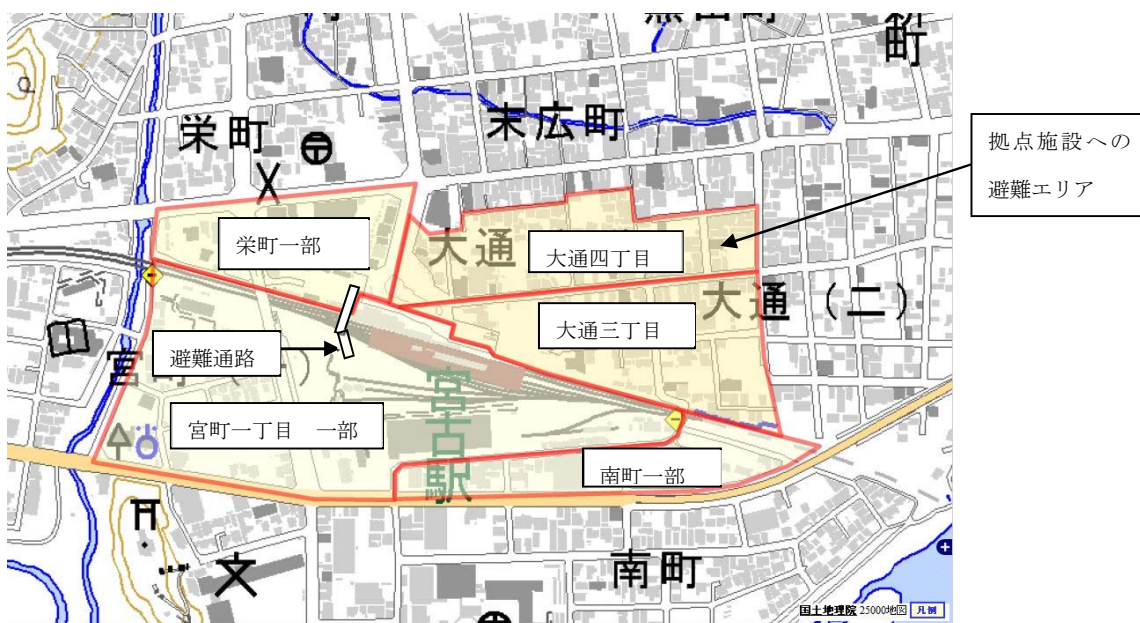 栄町
末広町
拠点施設への
避難エリア
栄町一部
大通
大通四丁目
大通三丁目
大通（二）
避難通路
宮町一丁目　一部
宮古駅
南町一部
南町
国土地理院 25000地図 凡例